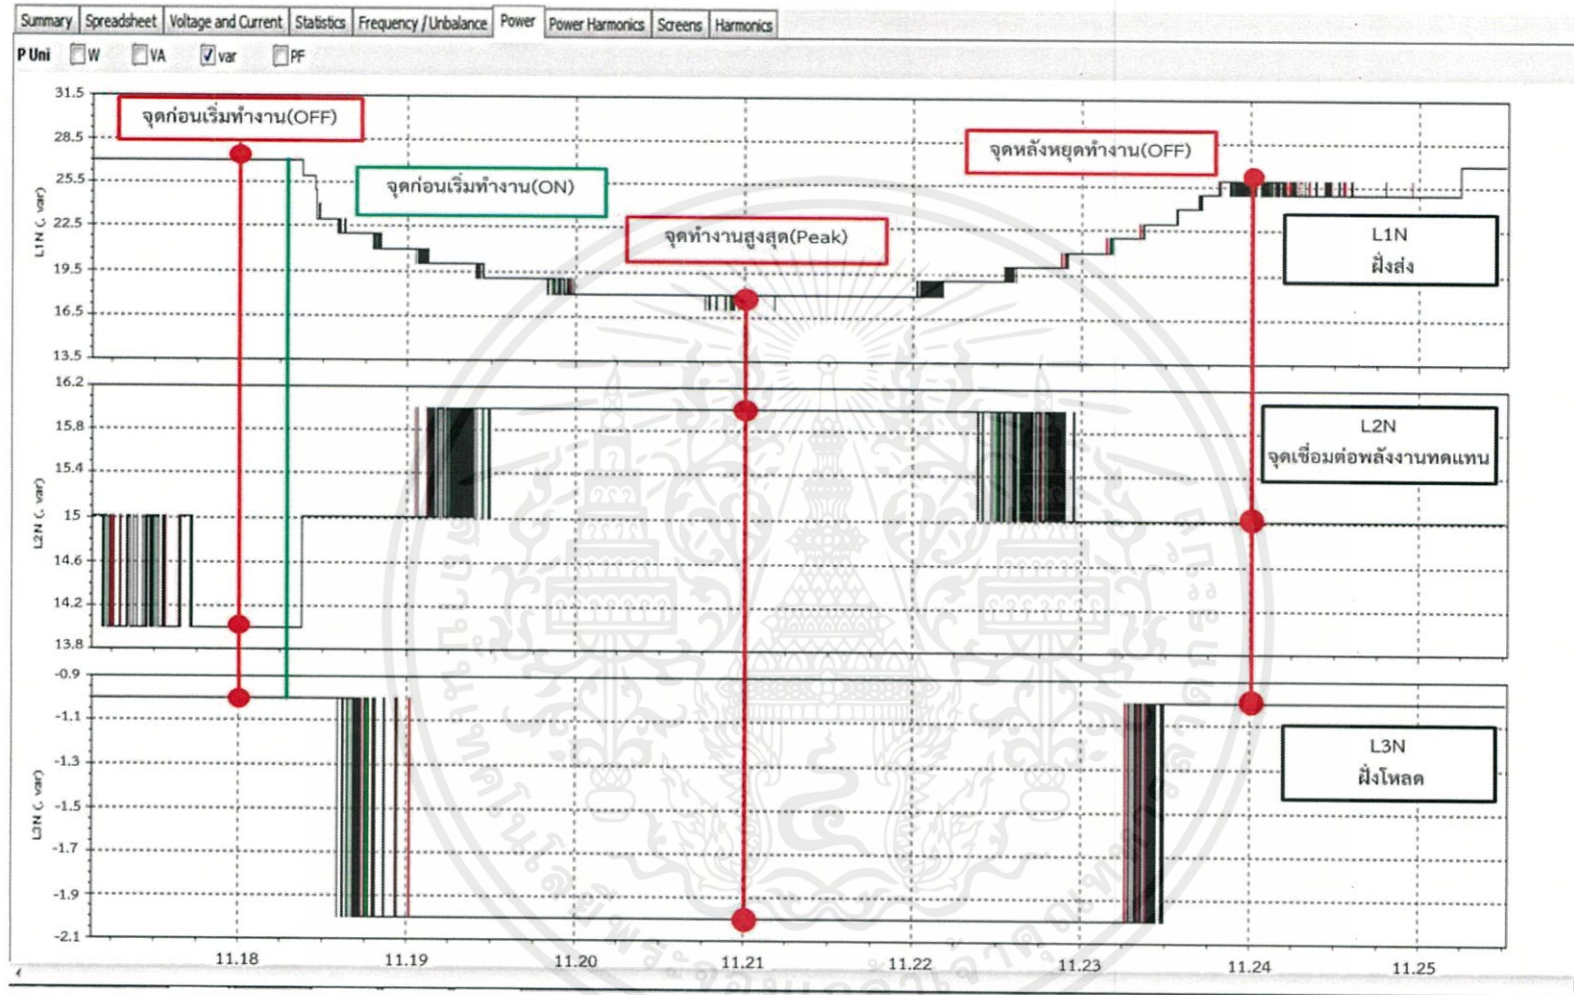 Summary Spreadsheet Voltage and Current Statistics Frequency / Unbalance Power Power Harmonics Screens Harmonics
P Uni W VA var PF
31.5
28.5
25.5
22.5
19.5
16.5
13.5
L1N (. var)
จุดก่อนเริ่มทำงาน(OFF)
จุดก่อนเริ่มทำงาน(ON)
จุดทำงานสูงสุด(Peak)
จุดหลังหยุดทำงาน(OFF)
L1N
ฝั่งส่ง
16.2
15.8
15.4
15
14.6
14.2
13.8
L2N (. var)
L2N
จุดเชื่อมต่อพลังงานทดแทน
-0.9
-1.1
-1.3
-1.5
-1.7
-1.9
-2.1
L3N (. var)
L3N
ฝั่งโหลด
11.18 11.19 11.20 11.21 11.22 11.23 11.24 11.25